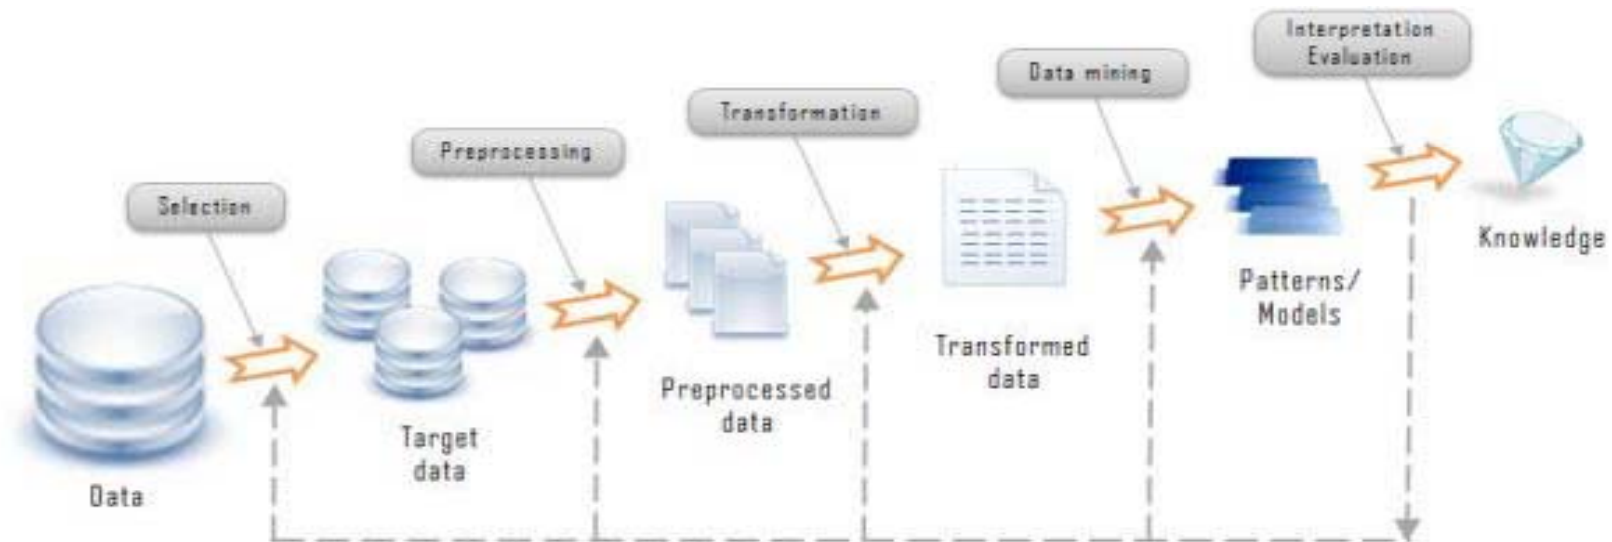 Interpretation
Evaluation
Data mining
Transformation
Preprocessing
Selection
Knowledge
Patterns/
Models
Transformed
data
Preprocessed
data
Target
data
Data